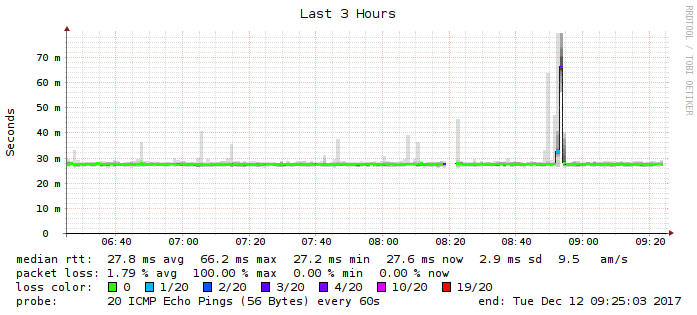 Last 3 Hours
RRDTOOL / TOBI OETIKER
Seconds
70 m
60 m
50 m
40 m
30 m
20 m
10 m
0
06:40 07:00 07:20 07:40 08:00 08:20 08:40 09:00 09:20
median rtt: 27.8 ms avg 66.2 ms max 27.2 ms min 27.6 ms now 2.9 ms sd 9.5 am/s
packet loss: 1.79 % avg 100.00 % max 0.00 % min 0.00 % now
loss color: 0 1/20 2/20 3/20 4/20 10/20 19/20
probe: 20 ICMP Echo Pings (56 Bytes) every 60s end: Tue Dec 12 09:25:03 2017